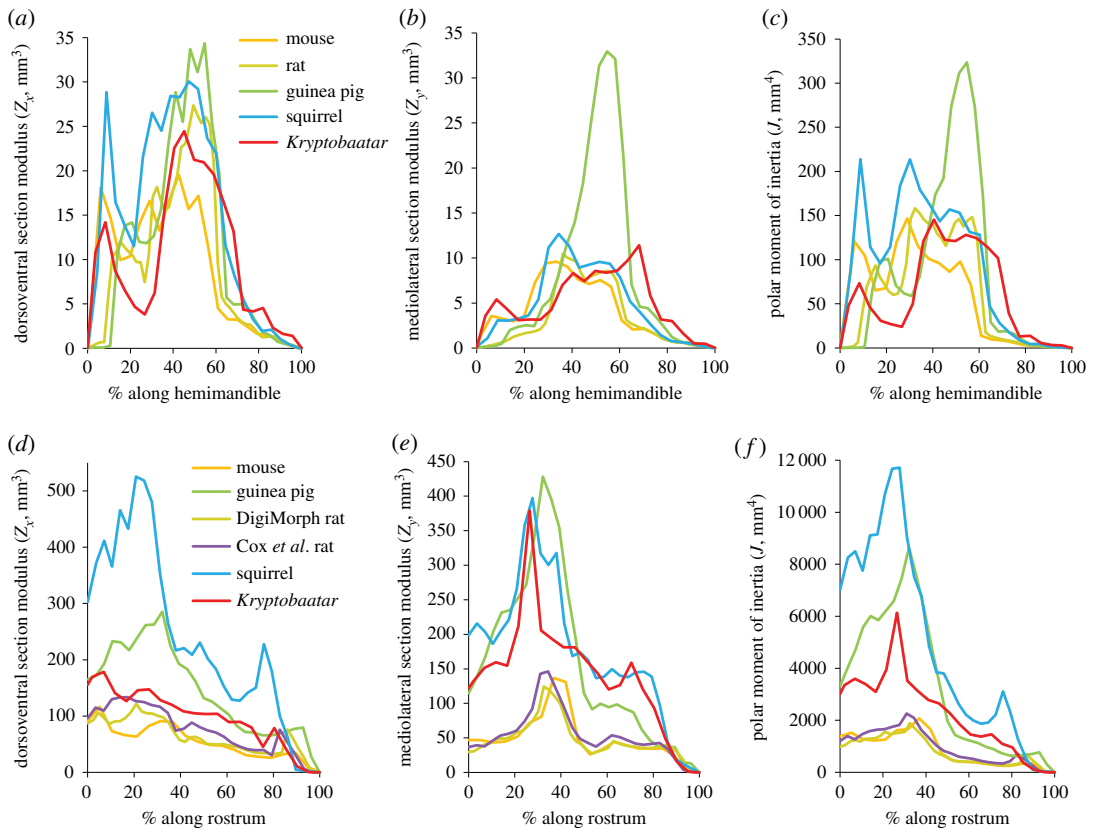 (a)
dorsoventral section modulus (Zx, mm³)
35
30
25
20
15
10
5
0
0 20 40 60 80 100
% along hemimandible
mouse
rat
guinea pig
squirrel
Kryptobaatar
(b)
mediolateral section modulus (Zy, mm³)
35
30
25
20
15
10
5
0
0 20 40 60 80 100
% along hemimandible
(c)
polar moment of inertia (J, mm⁴)
350
300
250
200
150
100
50
0
0 20 40 60 80 100
% along hemimandible
(d)
dorsoventral section modulus (Zx, mm³)
500
400
300
200
100
0
0 20 40 60 80 100
% along rostrum
mouse
guinea pig
DigiMorph rat
Cox et al. rat
squirrel
Kryptobaatar
(e)
mediolateral section modulus (Zy, mm³)
450
400
350
300
250
200
150
100
50
0
0 20 40 60 80 100
% along rostrum
(f)
polar moment of inertia (J, mm⁴)
12 000
10 000
8000
6000
4000
2000
0
0 20 40 60 80 100
% along rostrum